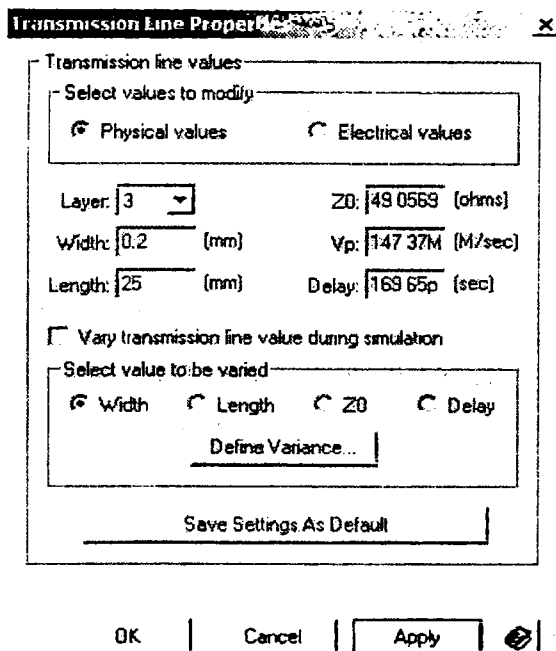 Transmission Line Properties
Transmission line values
Select values to modify
Physical values
Electrical values
Layer: 3
Z0: 49.0569 (ohms)
Width: 0.2 (mm)
Vp: 147.37M (M/sec)
Length: 25 (mm)
Delay: 169.65p (sec)
Vary transmission line value during simulation
Select value to be varied
Width
Length
Z0
Delay
Define Variance...
Save Settings As Default
OK
Cancel
Apply